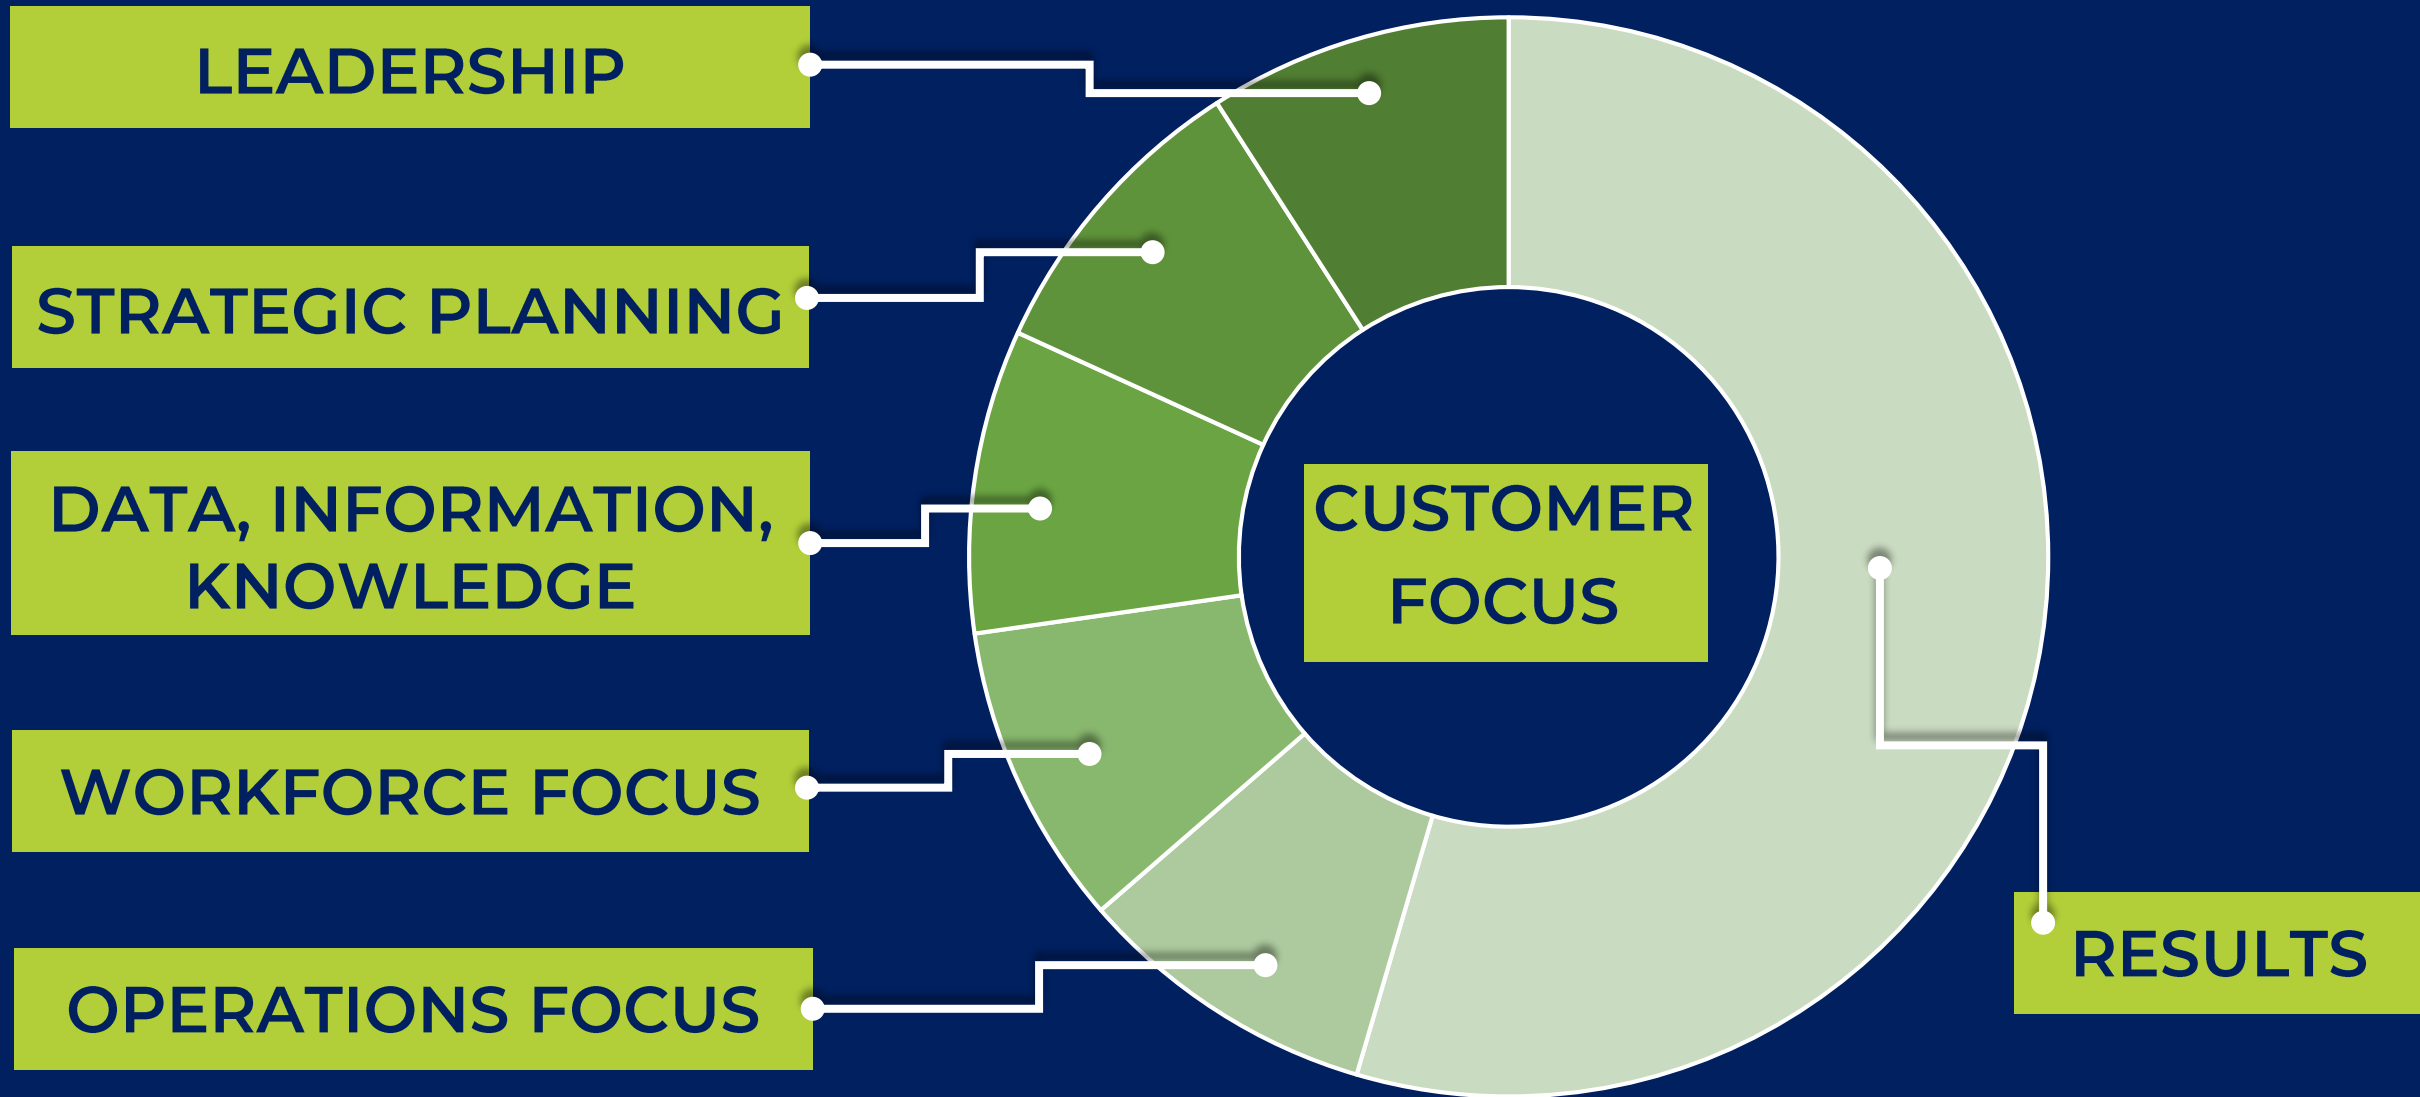 LEADERSHIP
STRATEGIC PLANNING
DATA, INFORMATION,
KNOWLEDGE
WORKFORCE FOCUS
OPERATIONS FOCUS
CUSTOMER
FOCUS
RESULTS